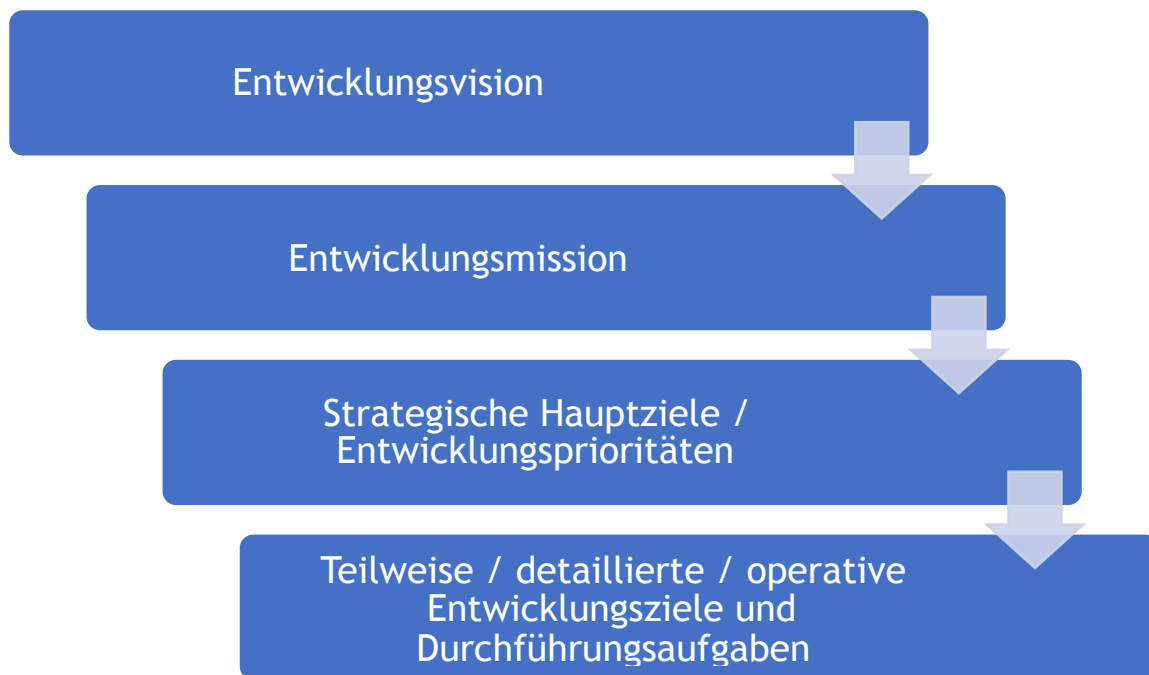 Entwicklungsvision
Entwicklungsmission
Strategische Hauptziele /
Entwicklungsprioritäten
Teilweise / detaillierte / operative
Entwicklungsziele und
Durchführungsaufgaben